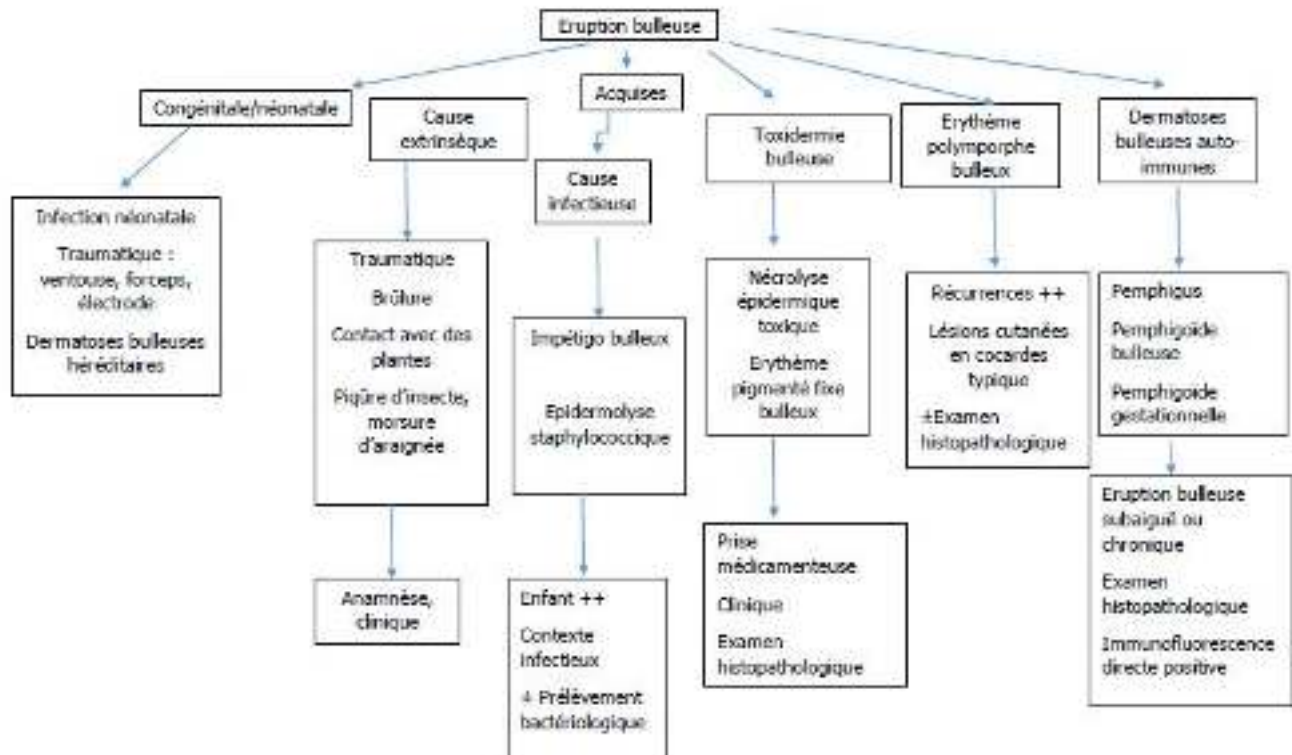 Eruption bulleuse
Congénitale/néonatale
Cause
extrinsèque
Acquises
Toxidermie
bulleuse
Erythème
polymporphe
bulleux
Dermatoses
bulleuses auto-
immunes
Cause
infectieuse
Infection néonatale
Traumatique :
ventouse, forceps,
électrode
Dermatoses bulleuses
héréditaires
Traumatique
Brûlure
Contact avec des
plantes
Piqûre d'insecte,
morsure
d'araignée
Impétigo bulleux
Epidermolyse
staphylococcique
Nécrolyse
épidermique
toxique
Erythème
pigmenté fixe
bulleux
Récurrences ++
Lésions cutanées
en cocardes
typique
±Examen
histopathologique
Pemphigus
Pemphigoïde
bulleuse
Pemphigoïde
gestationnelle
Anamnèse,
clinique
Enfant ++
Contexte
infectieux
± Prélèvement
bactériologique
Prise
médicamenteuse
Clinique
Examen
histopathologique
Eruption bulleuse
subaiguë ou
chronique
Examen
histopathologique
Immunofluorescence
directe positive